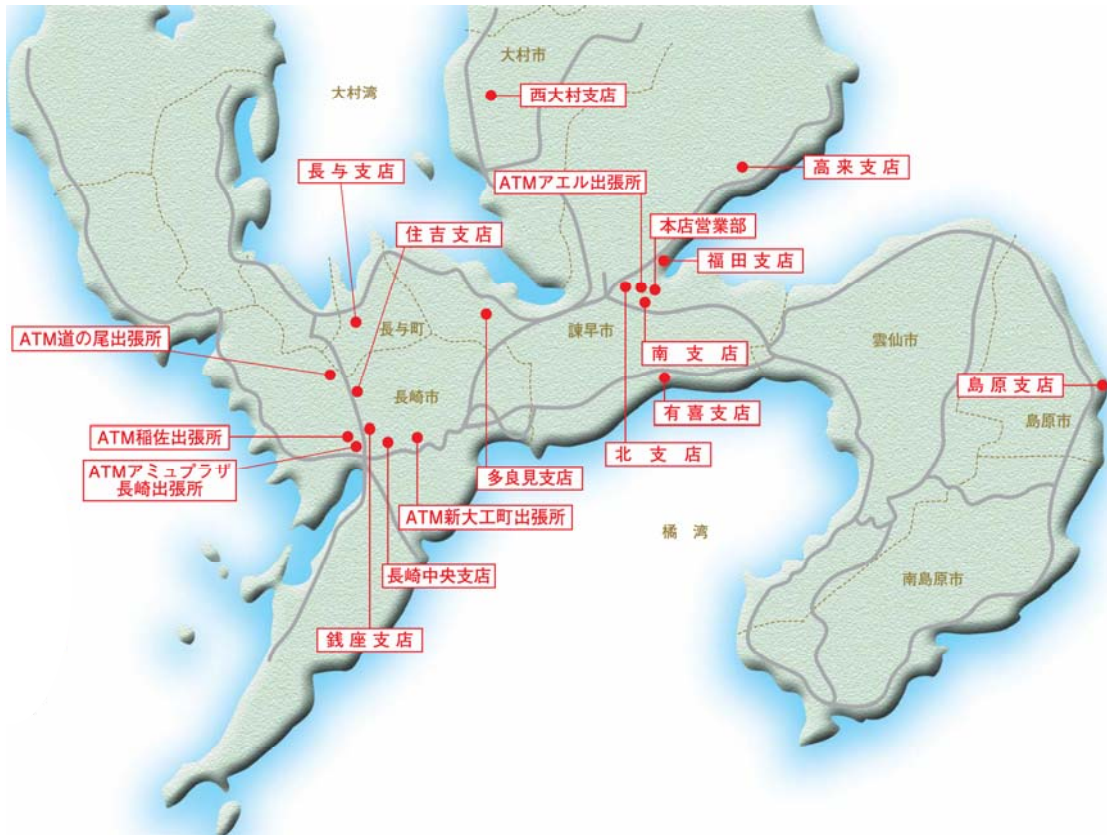 大村市
大村湾
西大村支店
長与支店
ATMアエル出張所
高来支店
住吉支店
本店営業部
福田支店
ATM道の尾出張所
長与町
諫早市
雲仙市
南支店
長崎市
島原支店
有喜支店
島原市
ATM稲佐出張所
北支店
ATMアミュプラザ
長崎出張所
多良見支店
ATM新大工町出張所
橘湾
長崎中央支店
南島原市
銭座支店